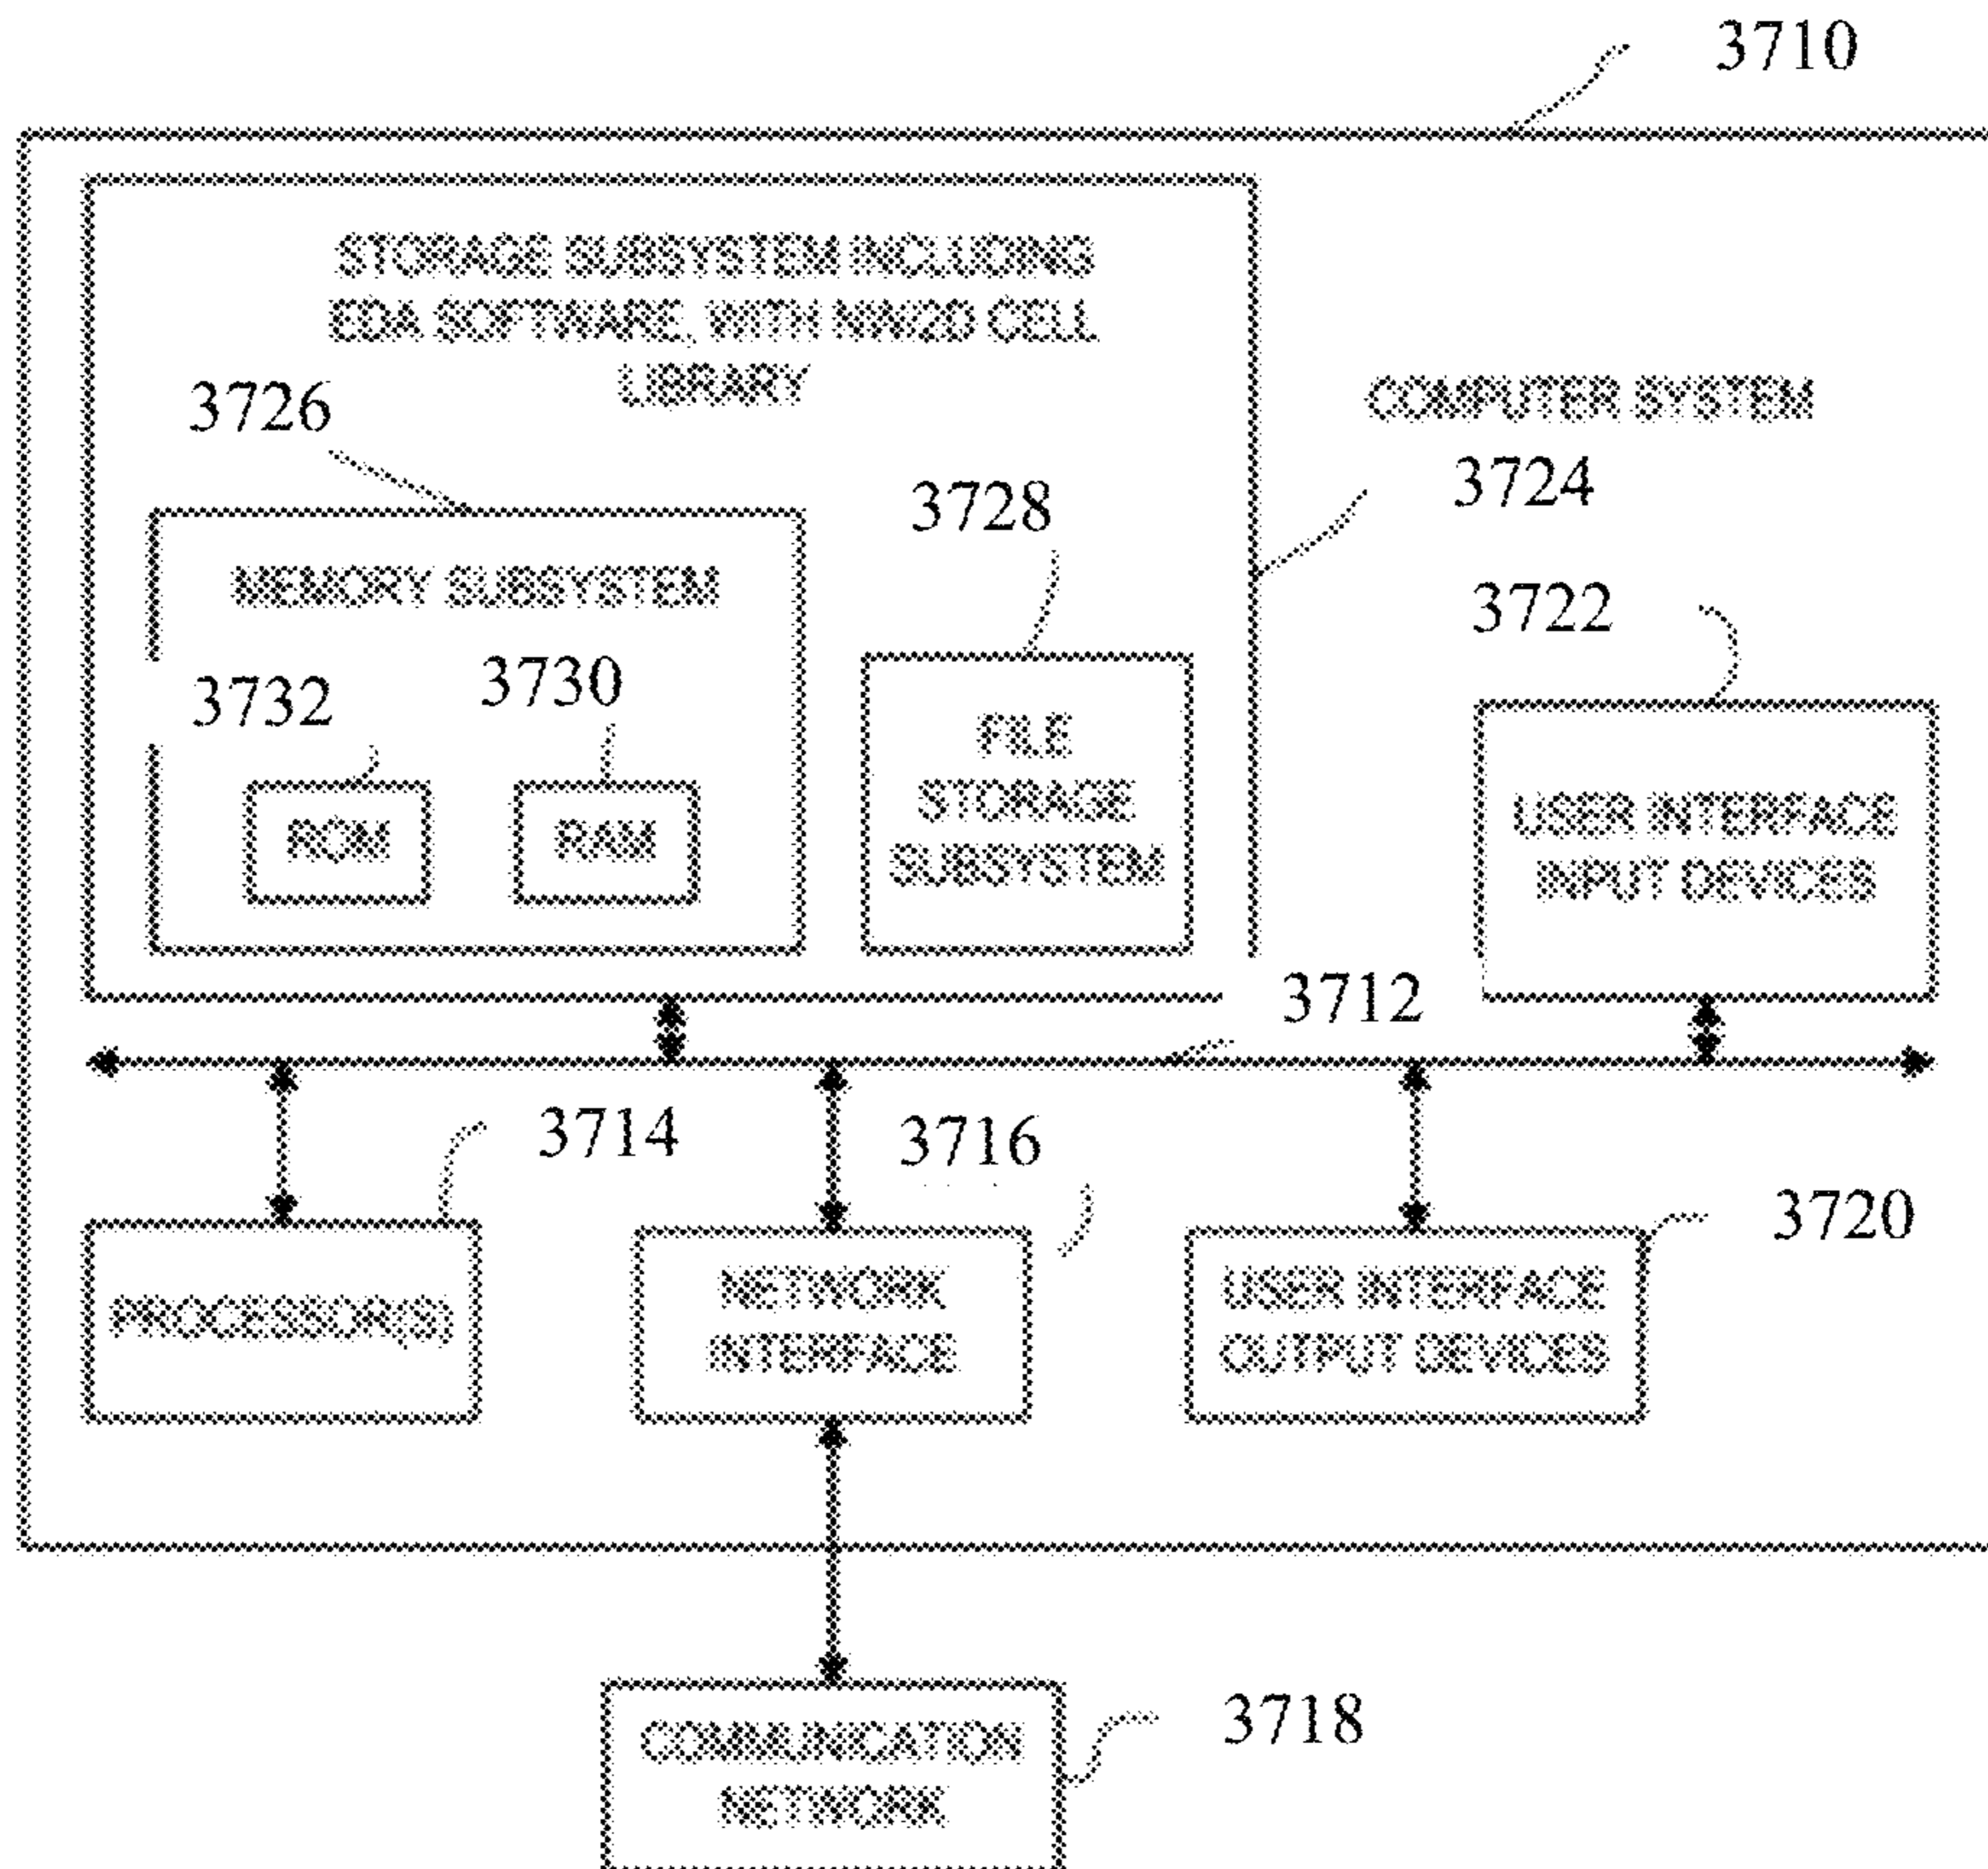 3710
STORAGE SUBSYSTEM INCLUDING
EDA SOFTWARE, WITH NW/2D CELL
LIBRARY
3726
COMPUTER SYSTEM
3724
3728
MEMORY SUBSYSTEM
3722
3732
3730
FILE
STORAGE
SUBSYSTEM
ROM
RAM
USER INTERFACE
INPUT DEVICES
3712
3714
3716
3720
PROCESSOR(S)
NETWORK
INTERFACE
USER INTERFACE
OUTPUT DEVICES
COMMUNICATION
NETWORK
3718